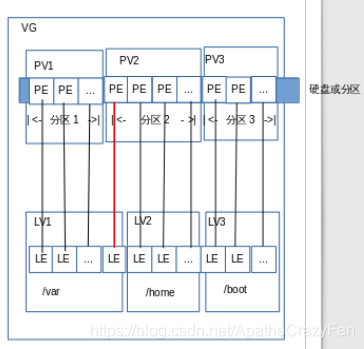 VG
PV1 PV2 PV3
PE PE ... PE PE PE ... PE PE ... 硬盘或分区
|<- 分区 1 ->| |<- 分区 2 - >| |<- 分区 3 ->|
LV1 LV2 LV3
LE LE ... LE LE LE ... LE LE ...
/var /home /boot
https://blog.csdn.net/ApatheCrazyFan